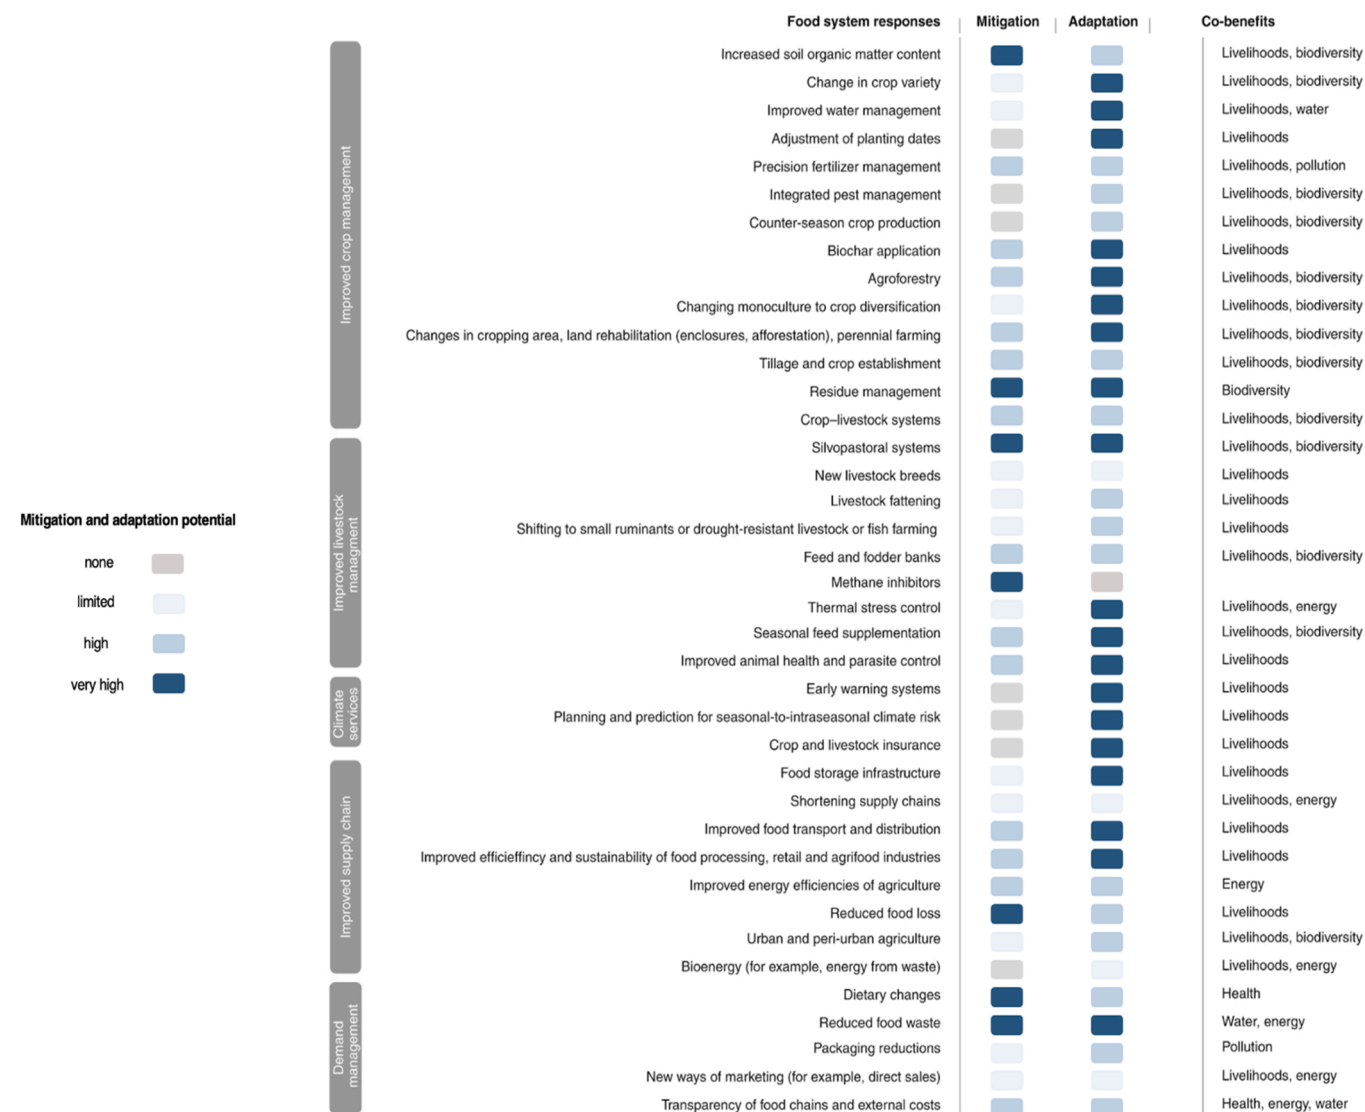 Food system responses Mitigation Adaptation Co-benefits
Improved crop management
Increased soil organic matter content Livelihoods, biodiversity
Change in crop variety Livelihoods, biodiversity
Improved water management Livelihoods, water
Adjustment of planting dates Livelihoods
Precision fertilizer management Livelihoods, pollution
Integrated pest management Livelihoods, biodiversity
Counter-season crop production Livelihoods, biodiversity
Biochar application Livelihoods
Agroforestry Livelihoods, biodiversity
Changing monoculture to crop diversification Livelihoods, biodiversity
Changes in cropping area, land rehabilitation (enclosures, afforestation), perennial farming Livelihoods, biodiversity
Tillage and crop establishment Livelihoods, biodiversity
Residue management Biodiversity
Crop–livestock systems Livelihoods, biodiversity
Improved livestock
managment
Silvopastoral systems Livelihoods, biodiversity
New livestock breeds Livelihoods
Livestock fattening Livelihoods
Shifting to small ruminants or drought-resistant livestock or fish farming Livelihoods
Feed and fodder banks Livelihoods, biodiversity
Methane inhibitors
Thermal stress control Livelihoods, energy
Seasonal feed supplementation Livelihoods, biodiversity
Improved animal health and parasite control Livelihoods
Climate
services
Early warning systems Livelihoods
Planning and prediction for seasonal-to-intraseasonal climate risk Livelihoods
Crop and livestock insurance Livelihoods
Improved supply chain
Food storage infrastructure Livelihoods
Shortening supply chains Livelihoods, energy
Improved food transport and distribution Livelihoods
Improved efficieffincy and sustainability of food processing, retail and agrifood industries Livelihoods
Improved energy efficiencies of agriculture Energy
Reduced food loss Livelihoods
Urban and peri-urban agriculture Livelihoods, biodiversity
Bioenergy (for example, energy from waste) Livelihoods, energy
Demand
management
Dietary changes Health
Reduced food waste Water, energy
Packaging reductions Pollution
New ways of marketing (for example, direct sales) Livelihoods, energy
Transparency of food chains and external costs Health, energy, water
Mitigation and adaptation potential
none
limited
high
very high